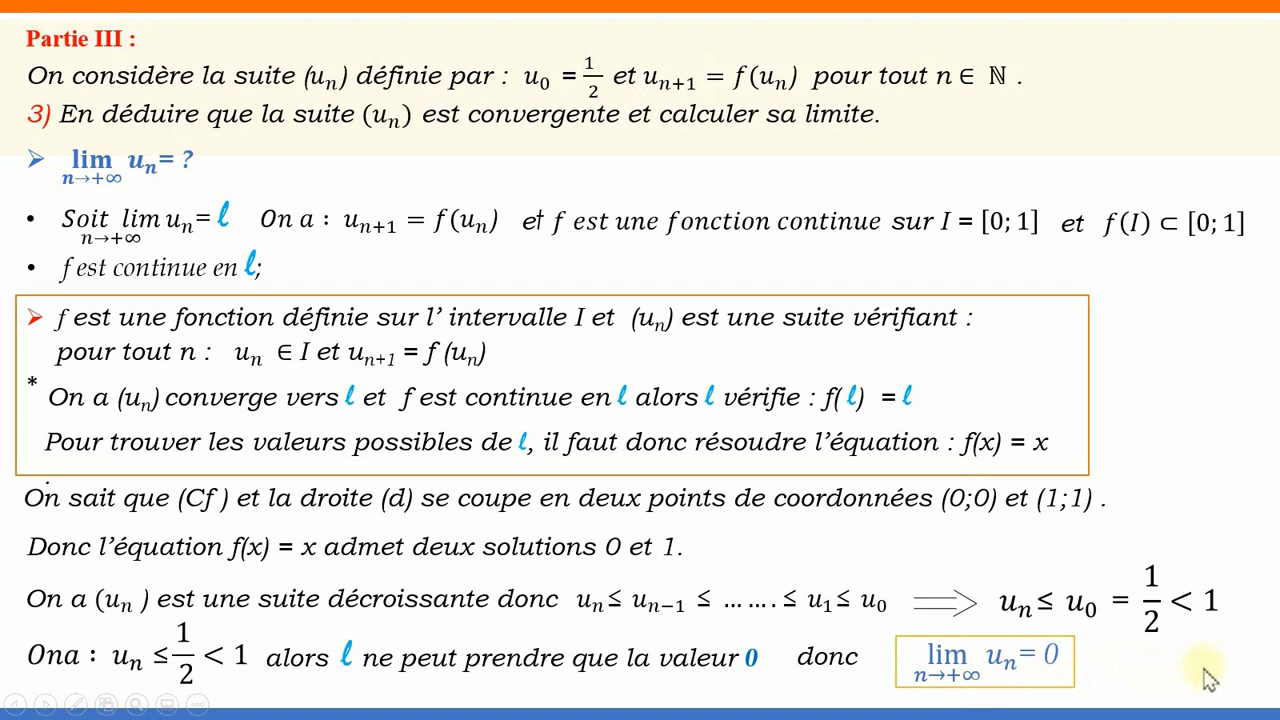 Partie III :
On considère la suite (uₙ) définie par : u₀ = 1/2 et uₙ₊₁ = f(uₙ) pour tout n ∈ ℕ .
3) En déduire que la suite (uₙ) est convergente et calculer sa limite.
➢ lim n→+∞ uₙ= ?
• Soit lim n→+∞ uₙ= ℓ On a : uₙ₊₁ = f(uₙ) et f est une fonction continue sur I = [0; 1] et f(I) ⊂ [0; 1]
• f est continue en ℓ;
➢ f est une fonction définie sur l’ intervalle I et (uₙ) est une suite vérifiant :
pour tout n : uₙ ∈ I et uₙ₊₁ = f (uₙ)
* On a (uₙ) converge vers ℓ et f est continue en ℓ alors ℓ vérifie : f( ℓ) = ℓ
Pour trouver les valeurs possibles de ℓ, il faut donc résoudre l’équation : f(x) = x
.
On sait que (Cf ) et la droite (d) se coupe en deux points de coordonnées (0;0) et (1;1) .
Donc l’équation f(x) = x admet deux solutions 0 et 1.
On a (uₙ ) est une suite décroissante donc uₙ≤ uₙ₋₁ ≤ … … . ≤ u₁≤ u₀ ⟹ uₙ≤ u₀ = 1/2 < 1
Ona : uₙ ≤ 1/2 < 1 alors ℓ ne peut prendre que la valeur 0 donc lim n→+∞ uₙ= 0